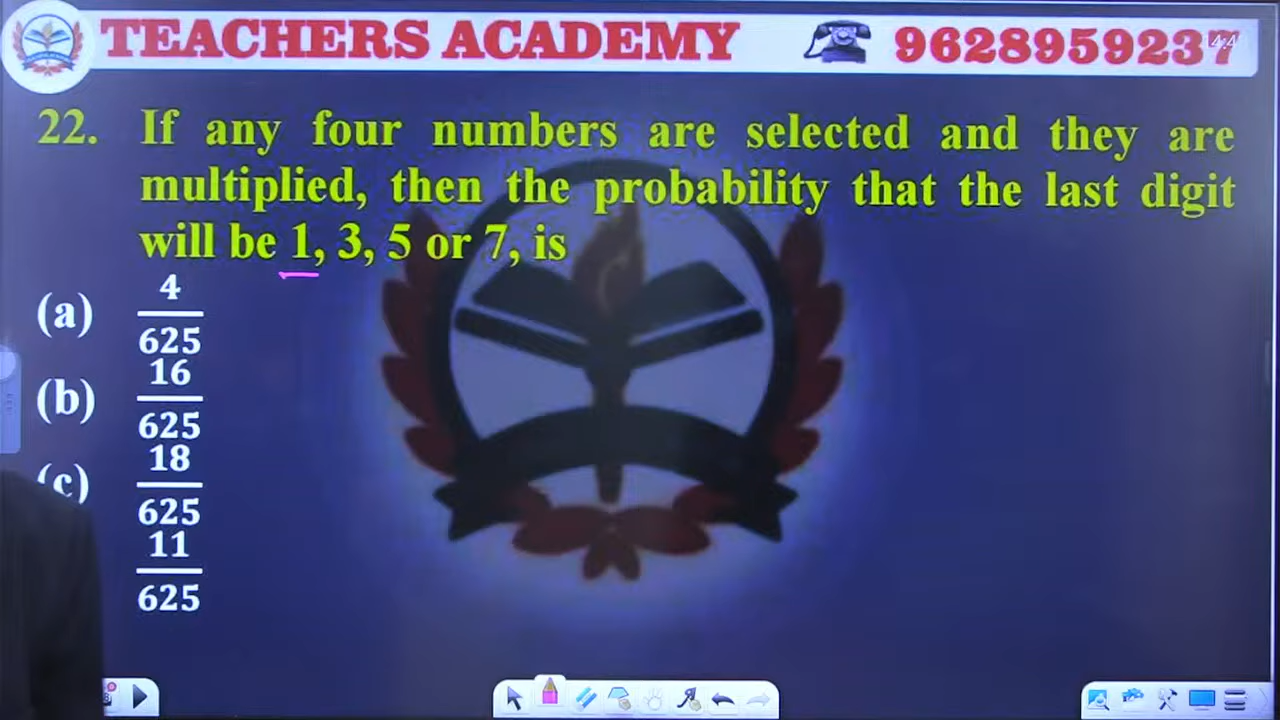 TEACHERS ACADEMY 9628959237
22. If any four numbers are selected and they are
multiplied, then the probability that the last digit
will be 1, 3, 5 or 7, is
(a) 4/625
(b) 16/625
(c) 18/625
11/625